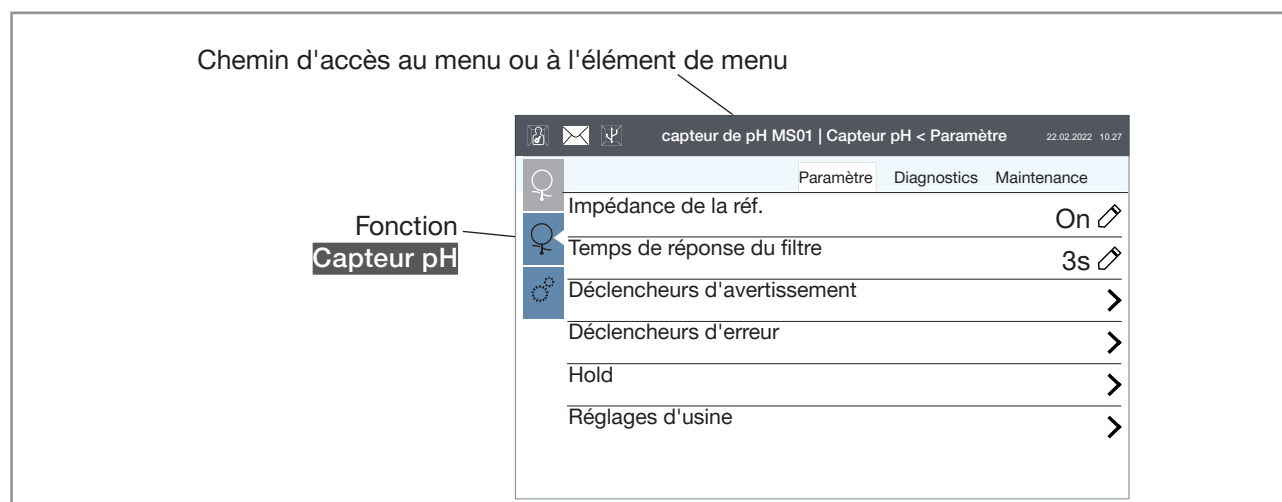 Chemin d'accès au menu ou à l'élément de menu
capteur de pH MS01 | Capteur pH < Paramètre 22.02.2022 10.27
Paramètre Diagnostics Maintenance
Fonction
Capteur pH
Impédance de la réf. On
Temps de réponse du filtre 3s
Déclencheurs d'avertissement
Déclencheurs d'erreur
Hold
Réglages d'usine